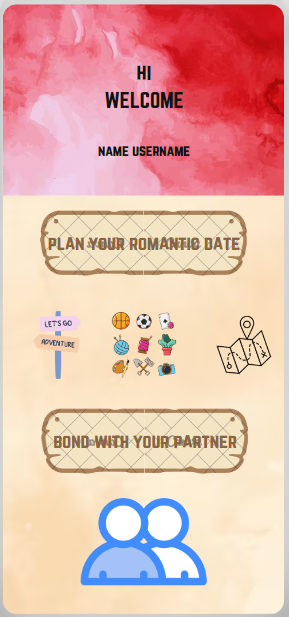 HI
WELCOME
NAME USERNAME
PLAN YOUR ROMANTIC DATE
LET'S GO
ADVENTURE
BOND WITH YOUR PARTNER